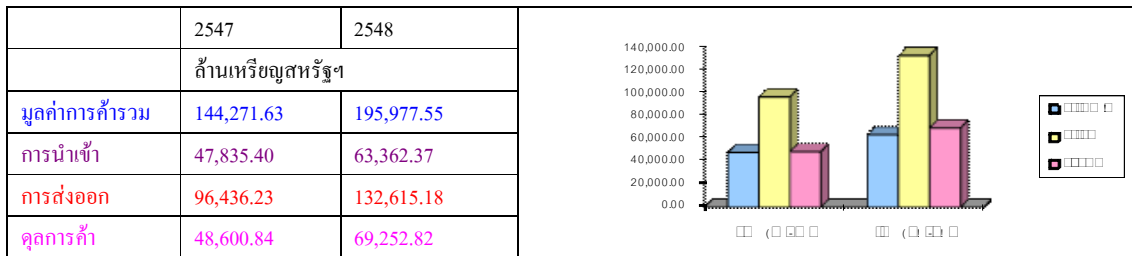 2547 2548
ล้านเหรียญสหรัฐฯ
มูลค่าการค้ารวม 144,271.63 195,977.55
การนำเข้า 47,835.40 63,362.37
การส่งออก 96,436.23 132,615.18
ดุลการค้า 48,600.84 69,252.82
140,000.00
120,000.00
100,000.00
80,000.00
60,000.00
40,000.00
20,000.00
0.00